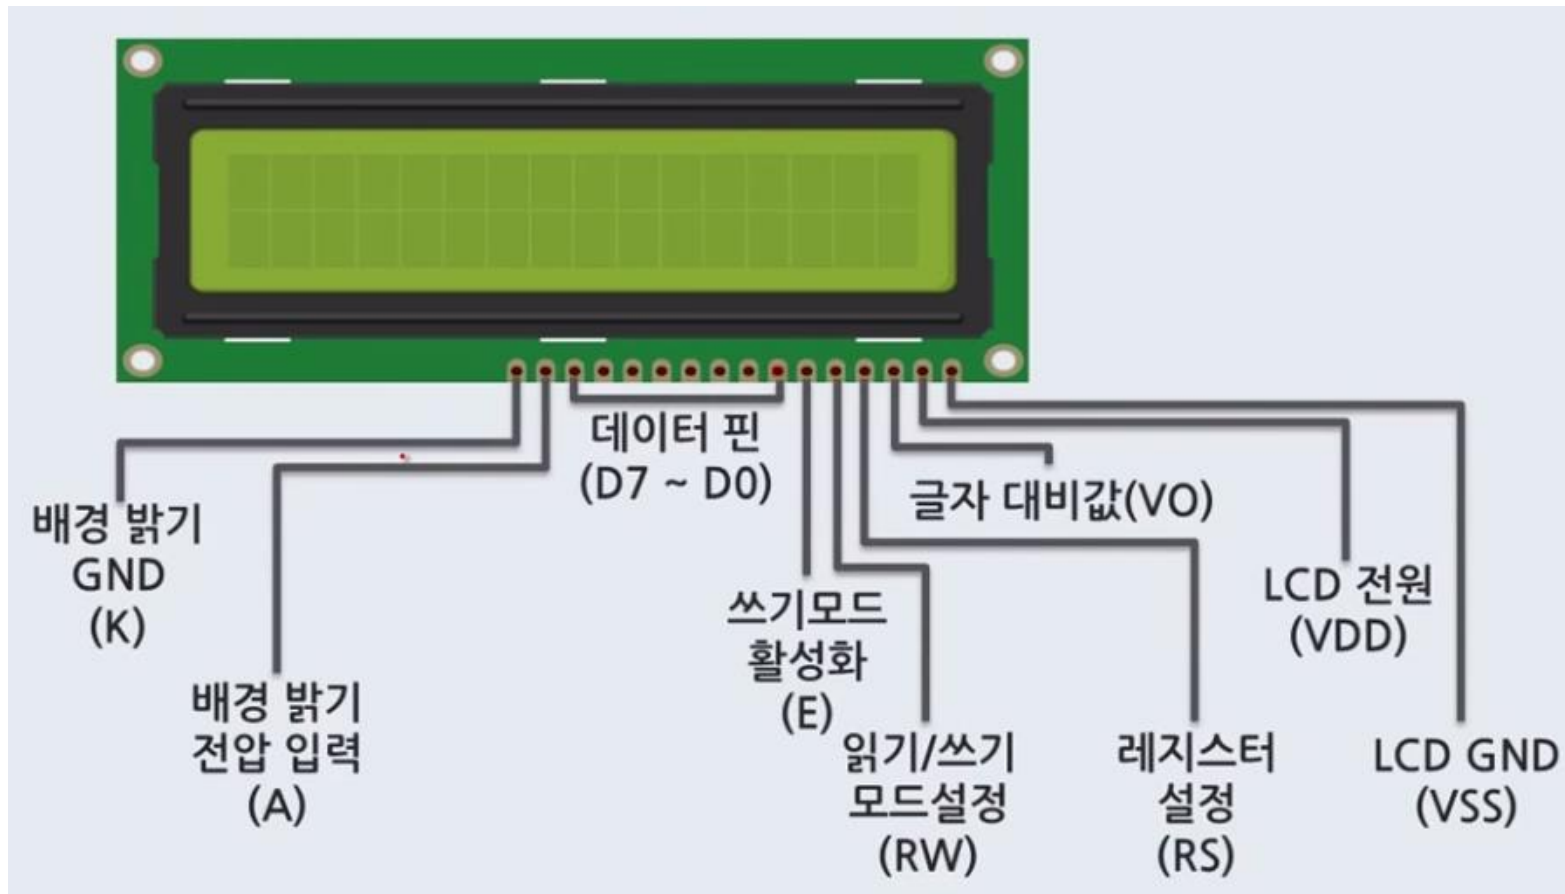 데이터 핀
(D7 ~ D0)
배경 밝기
GND
(K)
글자 대비값(VO)
쓰기모드
활성화
(E)
LCD 전원
(VDD)
배경 밝기
전압 입력
(A)
읽기/쓰기
모드설정
(RW)
레지스터
설정
(RS)
LCD GND
(VSS)